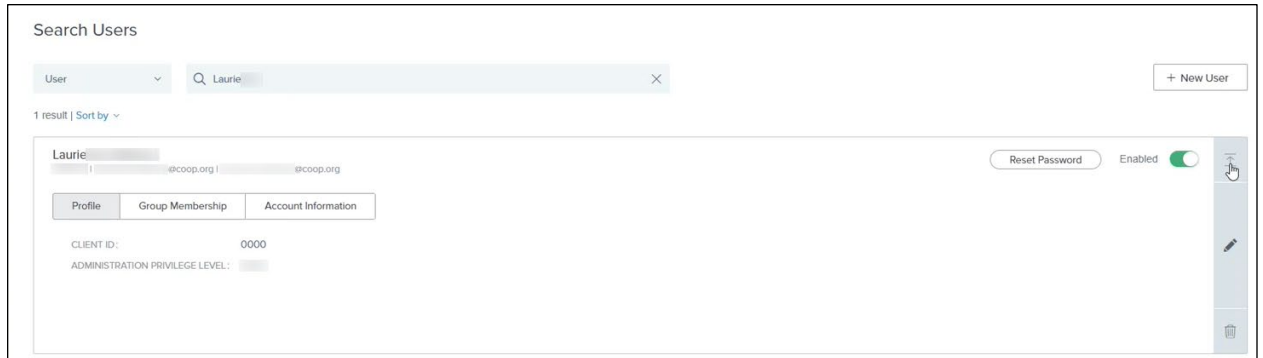 Search Users
User
Laurie
+ New User
1 result | Sort by
Laurie
| @coop.org | @coop.org
Reset Password
Enabled
Profile
Group Membership
Account Information
CLIENT ID: 0000
ADMINISTRATION PRIVILEGE LEVEL: